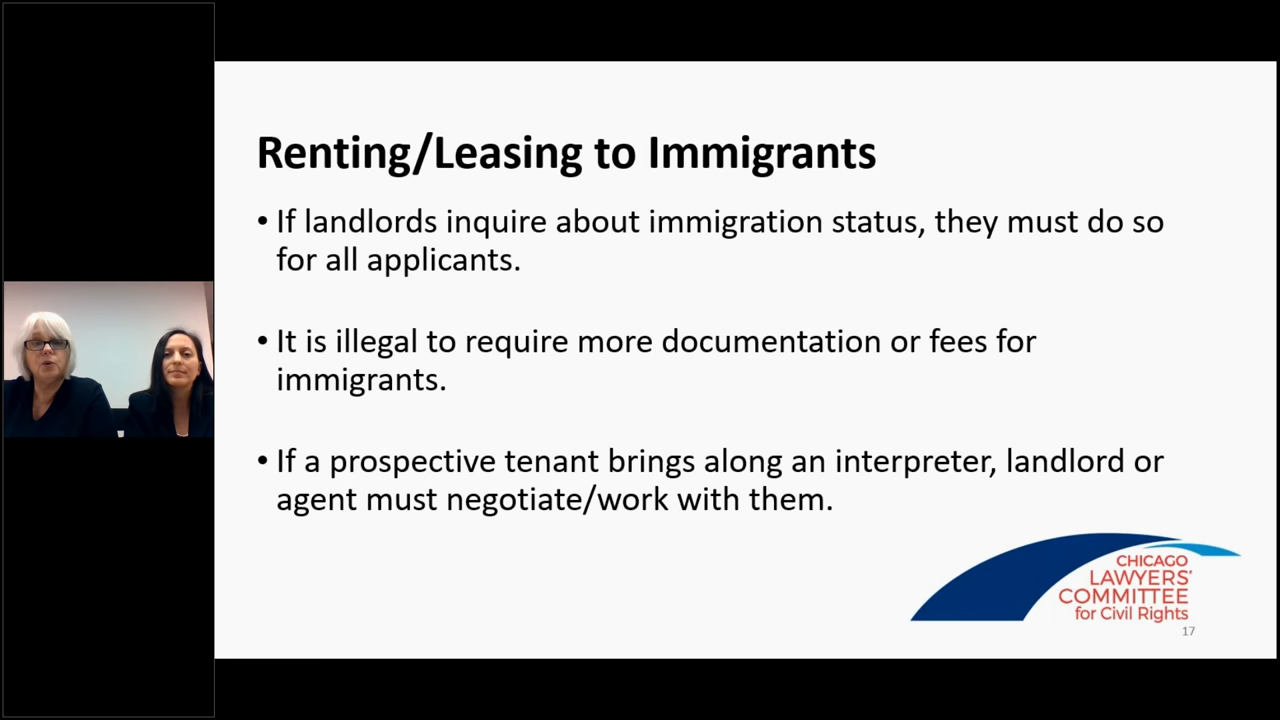 Renting/Leasing to Immigrants
• If landlords inquire about immigration status, they must do so
for all applicants.
• It is illegal to require more documentation or fees for
immigrants.
• If a prospective tenant brings along an interpreter, landlord or
agent must negotiate/work with them.
CHICAGO
LAWYERS'
COMMITTEE
for Civil Rights
17